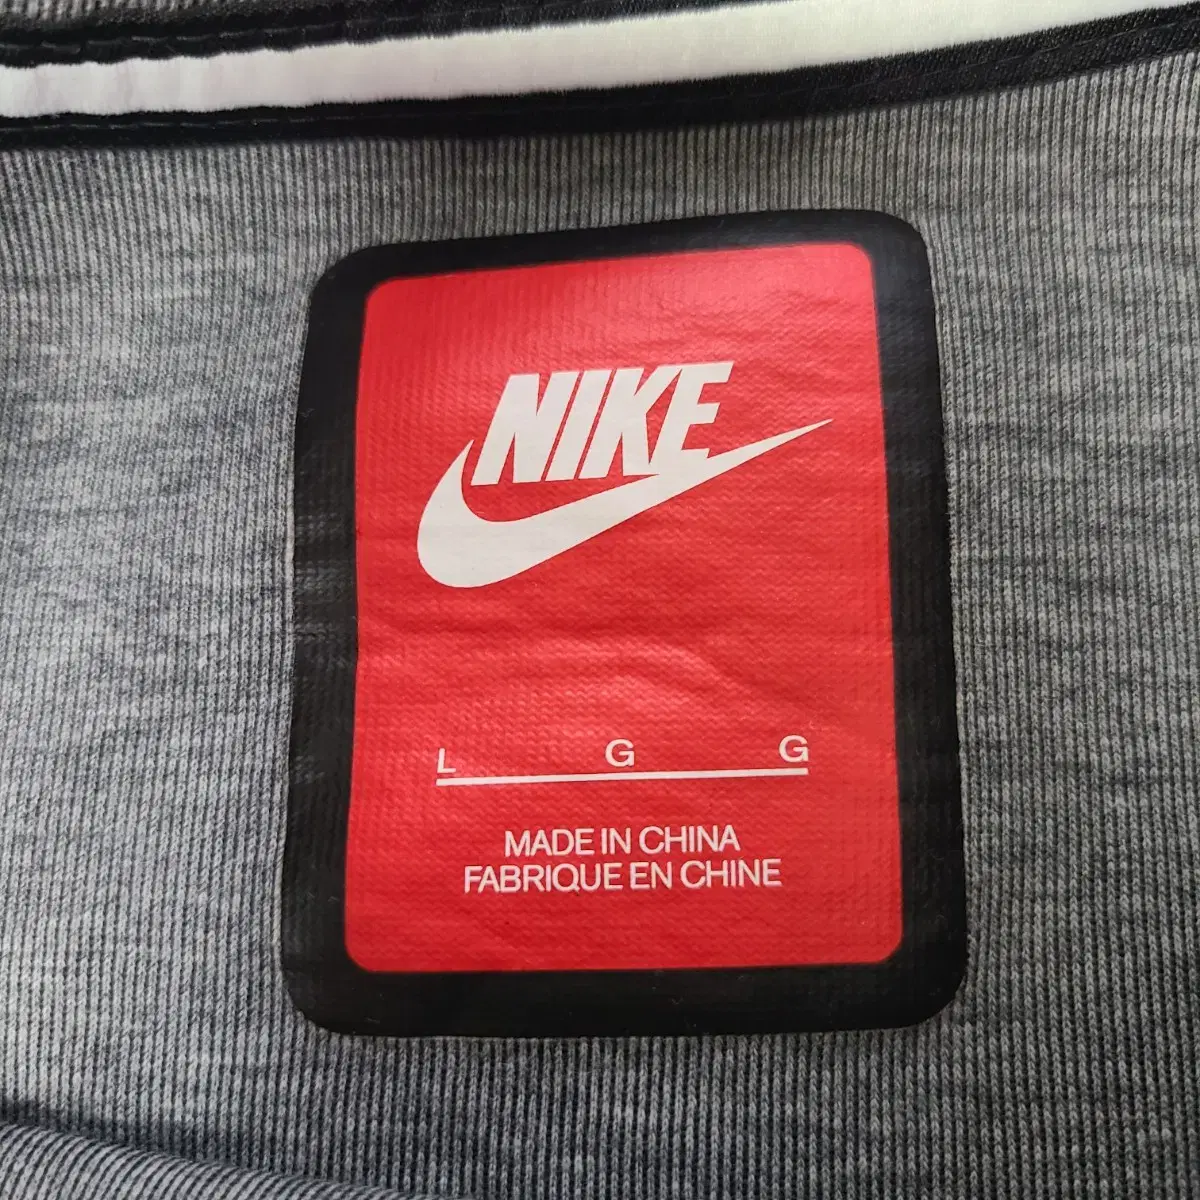 NIKE
L G G
MADE IN CHINA
FABRIQUE EN CHINE